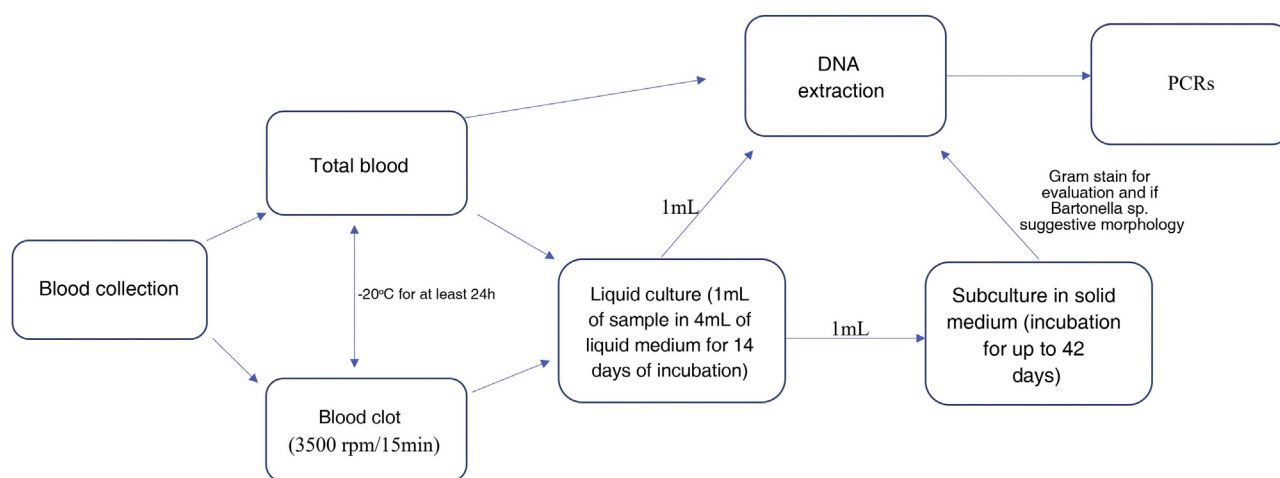 Blood collection
Total blood
-20ºC for at least 24h
Blood clot
(3500 rpm/15min)
Liquid culture (1mL
of sample in 4mL of
liquid medium for 14
days of incubation)
1mL
1mL
DNA
extraction
Subculture in solid
medium (incubation
for up to 42
days)
Gram stain for
evaluation and if
Bartonella sp.
suggestive morphology
PCRs